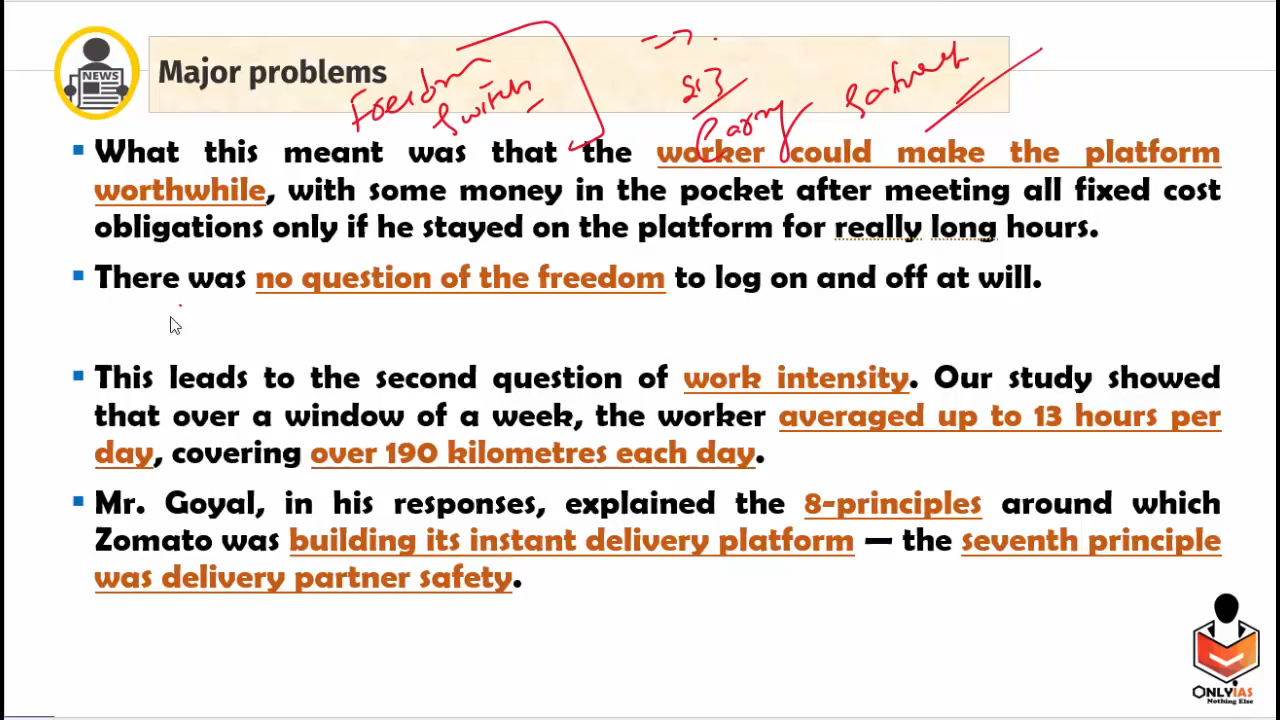 NEWS
Major problems
Freedom
Switch
What this meant was that the worker could make the platform
worthwhile, with some money in the pocket after meeting all fixed cost
obligations only if he stayed on the platform for really long hours.
There was no question of the freedom to log on and off at will.
This leads to the second question of work intensity. Our study showed
that over a window of a week, the worker averaged up to 13 hours per
day, covering over 190 kilometres each day.
Mr. Goyal, in his responses, explained the 8-principles around which
Zomato was building its instant delivery platform — the seventh principle
was delivery partner safety.
ONLYIAS
Nothing Else